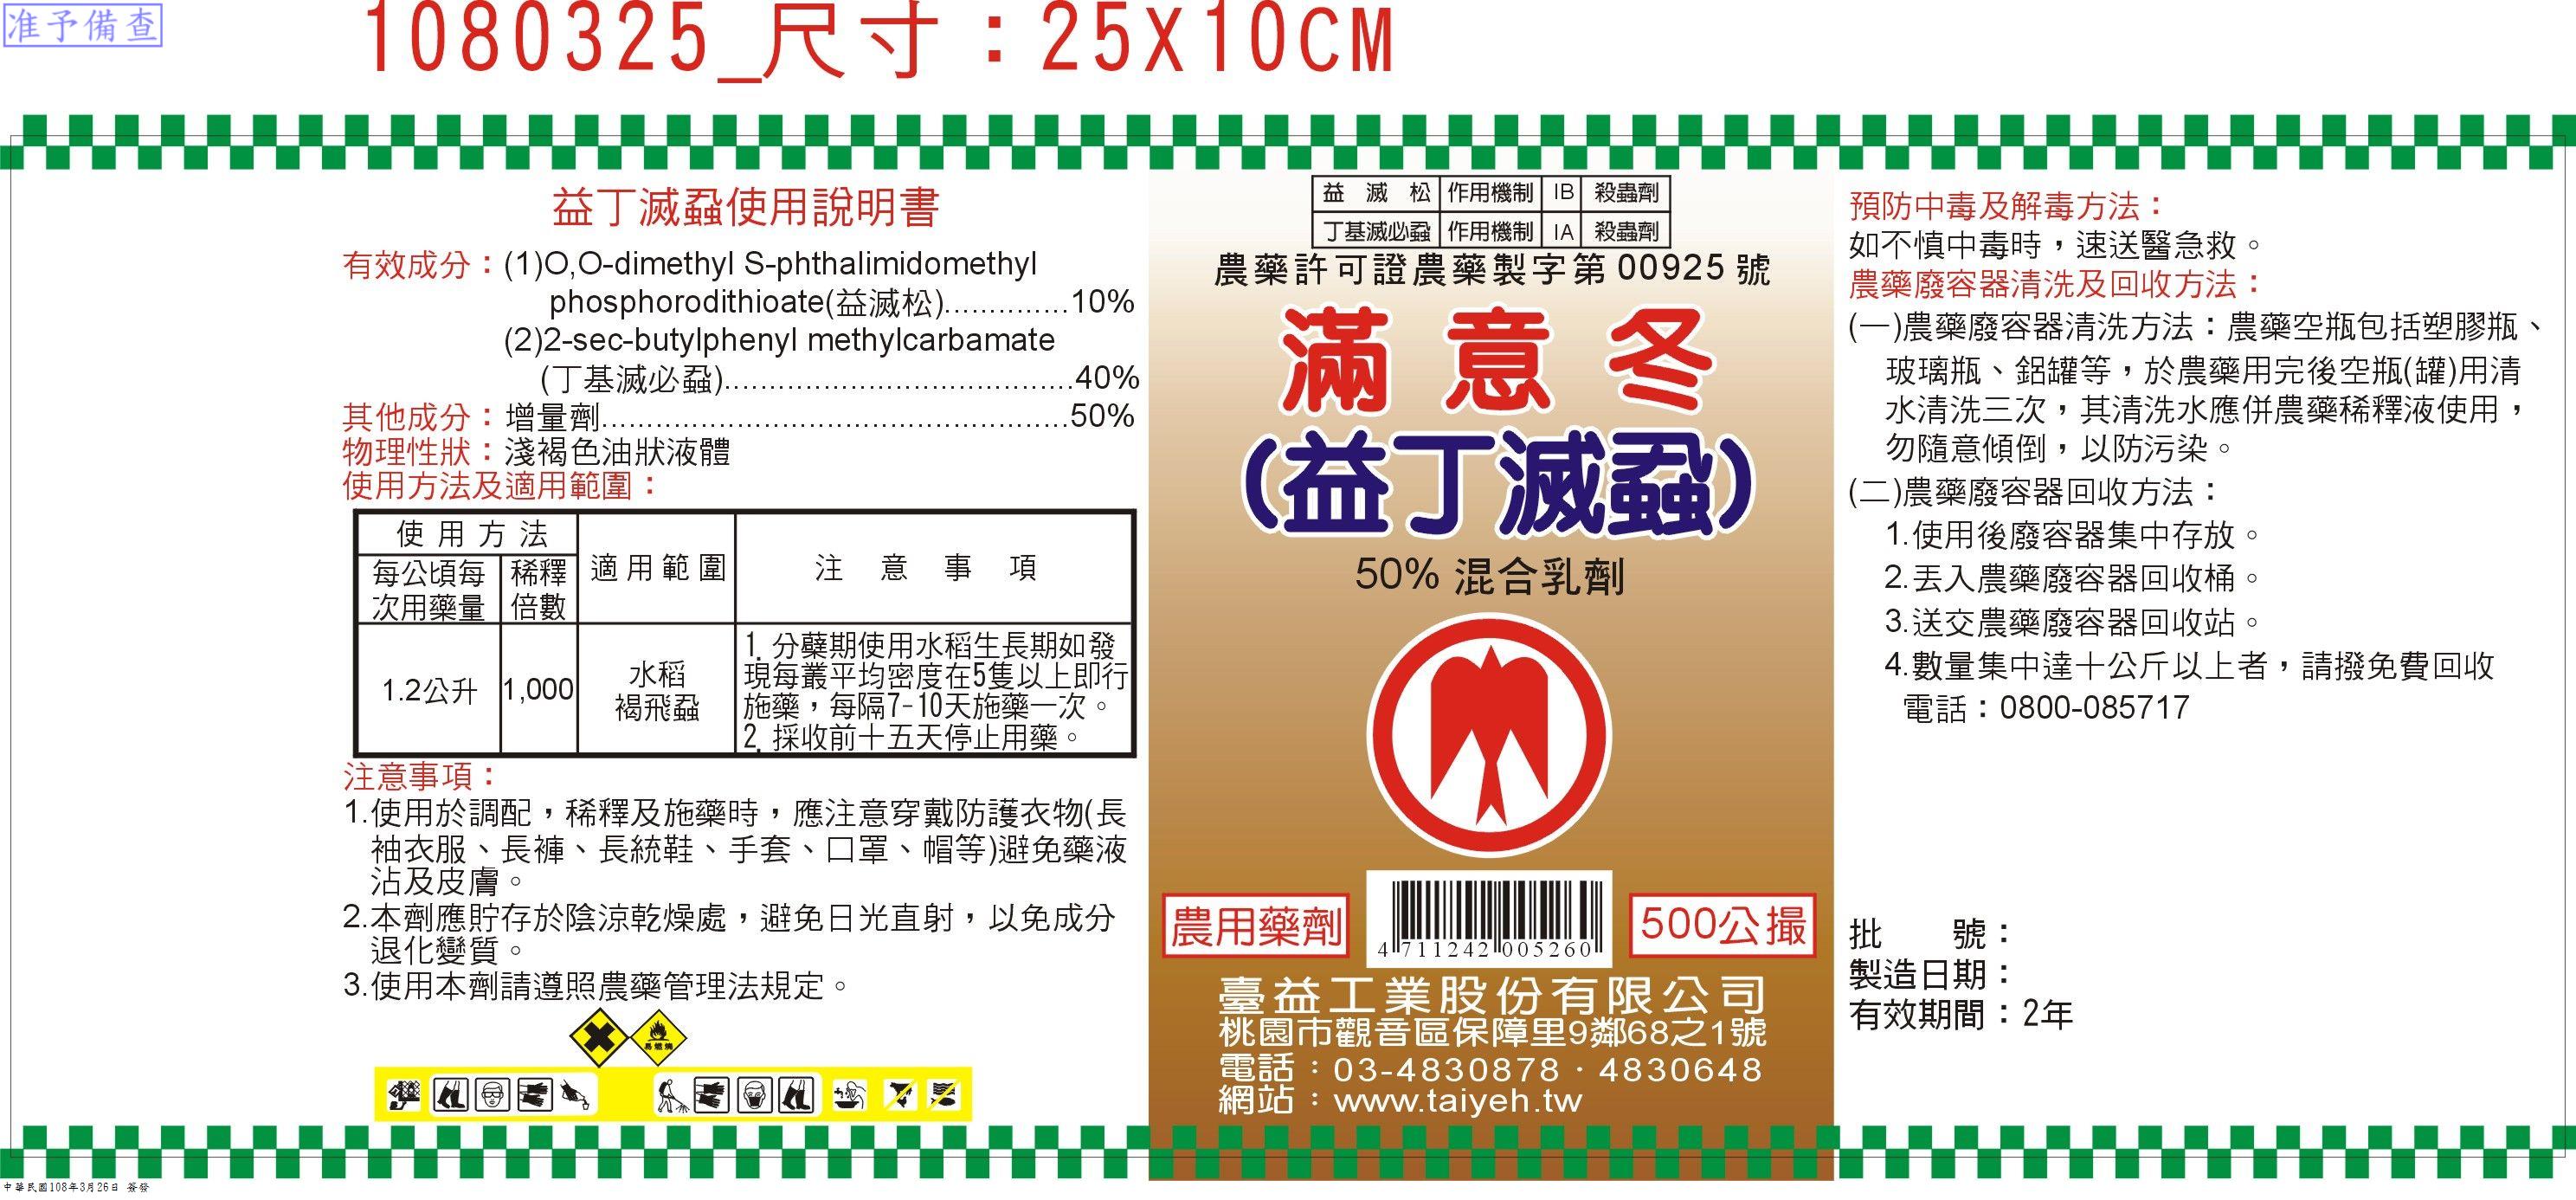 准予備查
1080325_尺寸：25X10CM
益丁滅蝨使用說明書
有效成分：(1)O,O-dimethyl S-phthalimidomethyl
phosphorodithioate(益滅松)..............10%
(2)2-sec-butylphenyl methylcarbamate
(丁基滅必蝨).......................................40%
其他成分：增量劑....................................................50%
物理性狀：淺褐色油狀液體
使用方法及適用範圍：
使用方法 適用範圍 注意事項
每公頃每次用藥量 稀釋倍數
1.2公升 1,000 水稻
褐飛蝨
1. 分蘗期使用水稻生長期如發
現每叢平均密度在5隻以上即行
施藥，每隔7-10天施藥一次。
2. 採收前十五天停止用藥。
注意事項：
1.使用於調配，稀釋及施藥時，應注意穿戴防護衣物(長
袖衣服、長褲、長統鞋、手套、口罩、帽等)避免藥液
沾及皮膚。
2.本劑應貯存於陰涼乾燥處，避免日光直射，以免成分
退化變質。
3.使用本劑請遵照農藥管理法規定。
易燃燒
益滅松 作用機制 IB 殺蟲劑
丁基滅必蝨 作用機制 IA 殺蟲劑
農藥許可證農藥製字第 00925 號
滿意冬
(益丁滅蝨)
50% 混合乳劑
農用藥劑
4 711242 005260
500公撮
臺益工業股份有限公司
桃園市觀音區保障里9鄰68之1號
電話：03-4830878．4830648
網站：www.taiyeh.tw
預防中毒及解毒方法：
如不慎中毒時，速送醫急救。
農藥廢容器清洗及回收方法：
(一)農藥廢容器清洗方法：農藥空瓶包括塑膠瓶、
玻璃瓶、鋁罐等，於農藥用完後空瓶(罐)用清
水清洗三次，其清洗水應併農藥稀釋液使用，
勿隨意傾倒，以防污染。
(二)農藥廢容器回收方法：
1.使用後廢容器集中存放。
2.丟入農藥廢容器回收桶。
3.送交農藥廢容器回收站。
4.數量集中達十公斤以上者，請撥免費回收
電話：0800-085717
批號：
製造日期：
有效期間：2年
中華民國108年3月26日 簽發